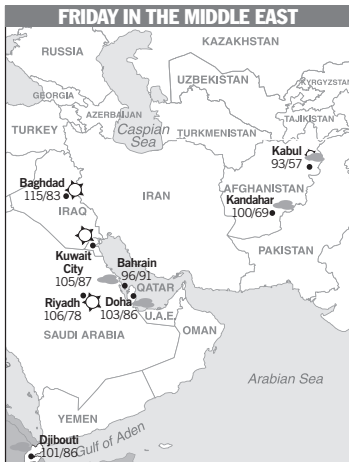 FRIDAY IN THE MIDDLE EAST
KAZAKHSTAN
RUSSIA
UZBEKISTAN
KYRGYZSTAN
GEORGIA
AZERBAIJAN
TAJIKISTAN
TURKEY
Caspian
Sea
TURKMENISTAN
Kabul
93/57
Baghdad
115/83
IRAQ
IRAN
AFGHANISTAN
Kandahar
100/69
PAKISTAN
Kuwait
City
105/87
Bahrain
96/91
QATAR
Riyadh
106/78
Doha
103/86
U.A.E.
SAUDI ARABIA
OMAN
Arabian Sea
YEMEN
Djibouti
101/86
Gulf of Aden